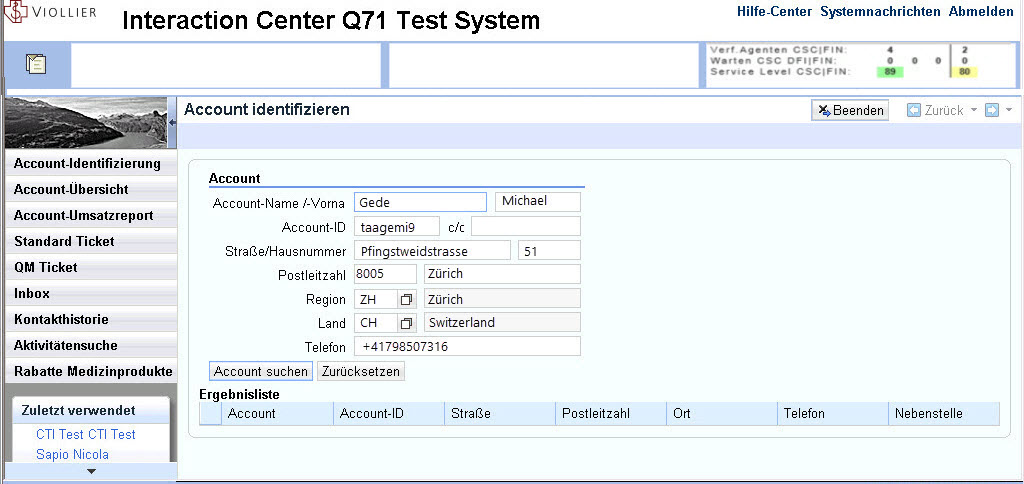 VIOLLIER
Interaction Center Q71 Test System
Hilfe-Center Systemnachrichten Abmelden
Verf.Agenten CSC|FIN: 4 2
Warten CSC DFI|FIN: 0 0 0 0
Service Level CSC|FIN: 89 80
Account identifizieren
Beenden Zurück
Account-Identifizierung
Account-Übersicht
Account-Umsatzreport
Standard Ticket
QM Ticket
Inbox
Kontakthistorie
Aktivitätensuche
Rabatte Medizinprodukte
Zuletzt verwendet
CTI Test CTI Test
Sapio Nicola
Account
Account-Name /-Vorna Gede Michael
Account-ID taagemi9 c/c
Straße/Hausnummer Pfingstweidstrasse 51
Postleitzahl 8005 Zürich
Region ZH Zürich
Land CH Switzerland
Telefon +41798507316
Account suchen Zurücksetzen
Ergebnisliste
Account Account-ID Straße Postleitzahl Ort Telefon Nebenstelle